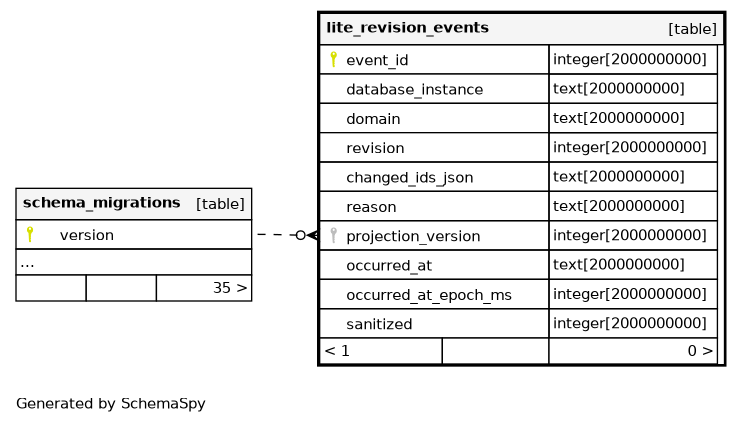 lite_revision_events [table]
event_id integer[2000000000]
database_instance text[2000000000]
domain text[2000000000]
revision integer[2000000000]
changed_ids_json text[2000000000]
reason text[2000000000]
projection_version integer[2000000000]
occurred_at text[2000000000]
occurred_at_epoch_ms integer[2000000000]
sanitized integer[2000000000]
< 1 0 >
schema_migrations [table]
version
...
35 >
Generated by SchemaSpy